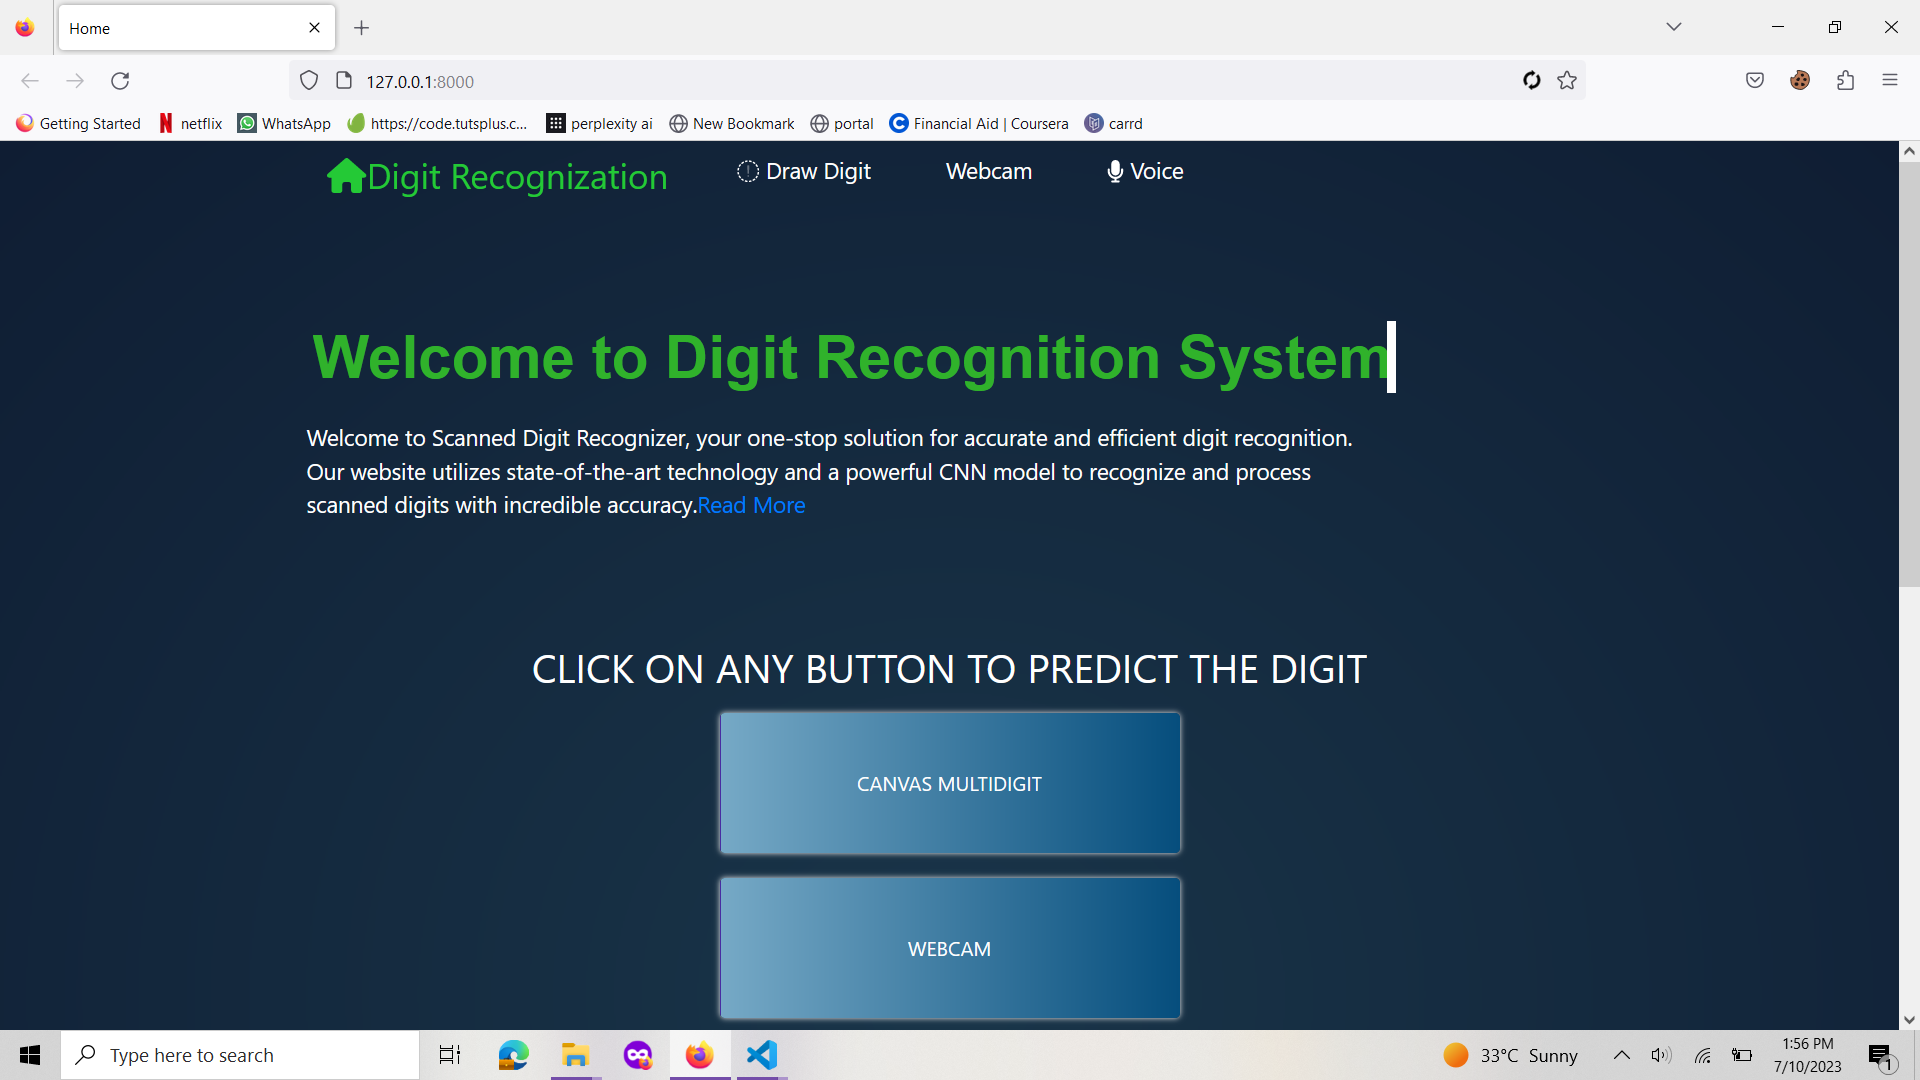 Home
127.0.0.1:8000
Getting Started netflix WhatsApp https://code.tutsplus.c... perplexity ai New Bookmark portal Financial Aid | Coursera carrd
Digit Recognization Draw Digit Webcam Voice
Welcome to Digit Recognition System
Welcome to Scanned Digit Recognizer, your one-stop solution for accurate and efficient digit recognition.
Our website utilizes state-of-the-art technology and a powerful CNN model to recognize and process
scanned digits with incredible accuracy.Read More
CLICK ON ANY BUTTON TO PREDICT THE DIGIT
CANVAS MULTIDIGIT
WEBCAM
Type here to search 33°C Sunny 1:56 PM
7/10/2023 1